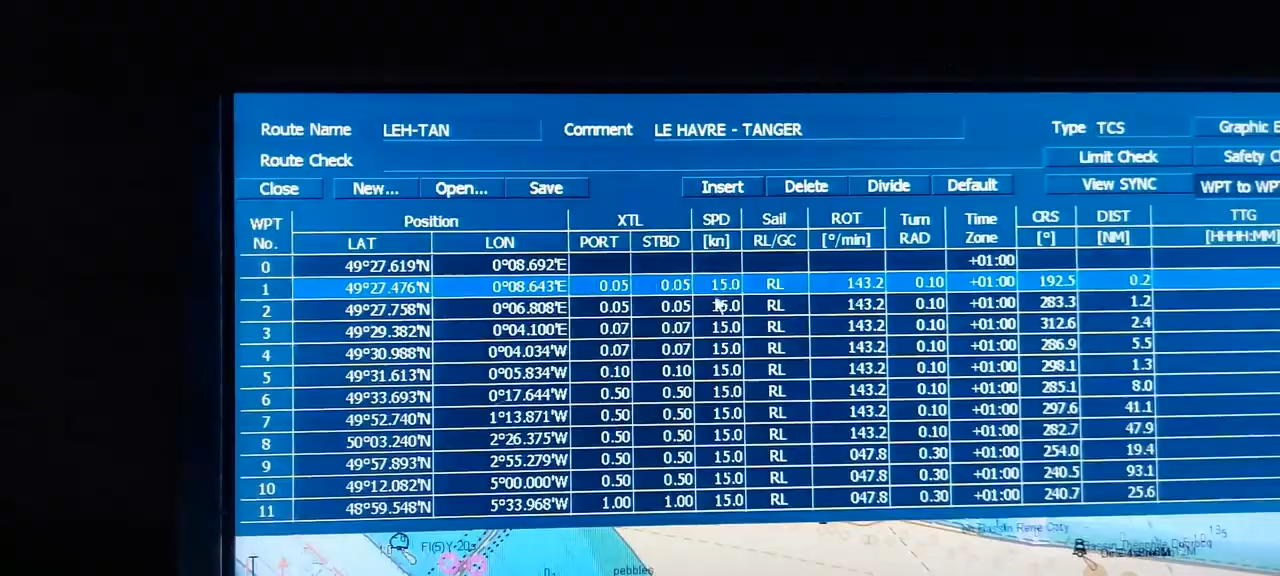 Route Name LEH-TAN Comment LE HAVRE - TANGER Type TCS Graphic E
Route Check Limit Check Safety C
Close New... Open... Save Insert Delete Divide Default View SYNC WPT to WP
WPT Position XTL SPD Sail ROT Turn Time CRS DIST TTG
No. LAT LON PORT STBD [kn] RL/GC [°/min] RAD Zone [°] [NM] [HHHH:MM]
0 49°27.619'N 0°08.692'E +01:00
1 49°27.476'N 0°08.643'E 0.05 0.05 15.0 RL 143.2 0.10 +01:00 192.5 0.2
2 49°27.758'N 0°06.808'E 0.05 0.05 15.0 RL 143.2 0.10 +01:00 283.3 1.2
3 49°29.382'N 0°04.100'E 0.07 0.07 15.0 RL 143.2 0.10 +01:00 312.6 2.4
4 49°30.988'N 0°04.034'W 0.07 0.07 15.0 RL 143.2 0.10 +01:00 286.9 5.5
5 49°31.613'N 0°05.834'W 0.10 0.10 15.0 RL 143.2 0.10 +01:00 298.1 1.3
6 49°33.693'N 0°17.644'W 0.50 0.50 15.0 RL 143.2 0.10 +01:00 285.1 8.0
7 49°52.740'N 1°13.871'W 0.50 0.50 15.0 RL 143.2 0.10 +01:00 297.6 41.1
8 50°03.240'N 2°26.375'W 0.50 0.50 15.0 RL 143.2 0.10 +01:00 282.7 47.9
9 49°57.893'N 2°55.279'W 0.50 0.50 15.0 RL 047.8 0.30 +01:00 254.0 19.4
10 49°12.082'N 5°00.000'W 0.50 0.50 15.0 RL 047.8 0.30 +01:00 240.5 93.1
11 48°59.548'N 5°33.968'W 1.00 1.00 15.0 RL 047.8 0.30 +01:00 240.7 25.6
Fl(5)Y-20s
pebbles